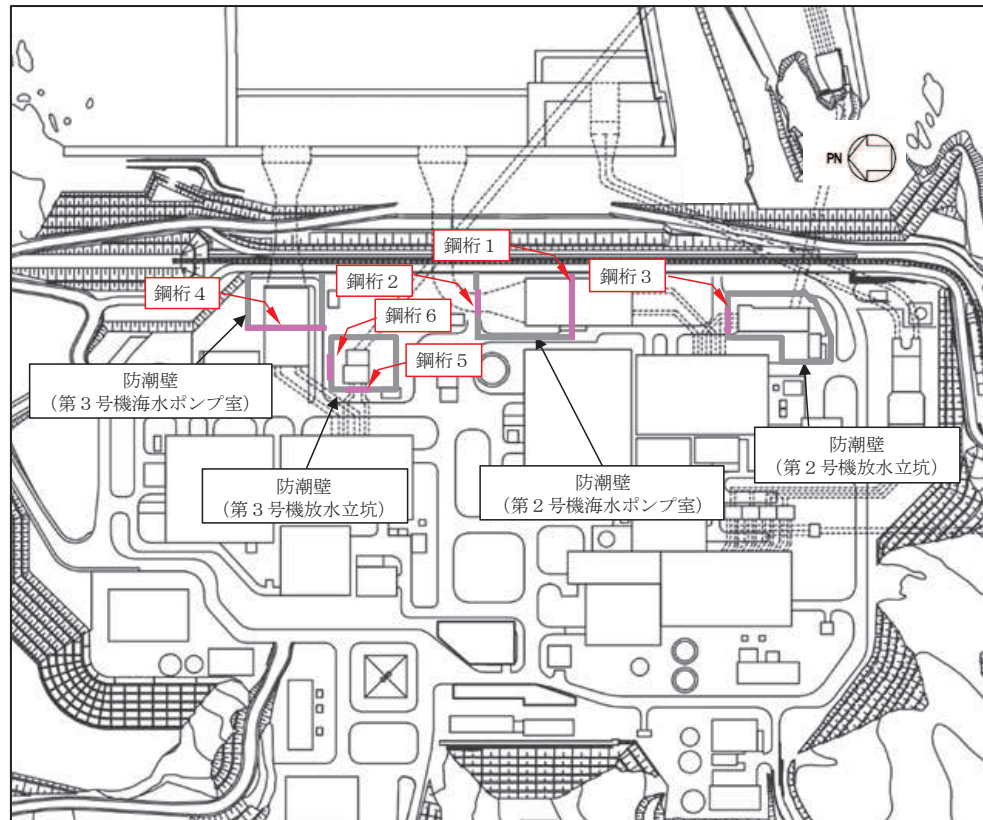 PN
鋼桁1
鋼桁2
鋼桁3
鋼桁4
鋼桁6
鋼桁5
防潮壁
(第3号機海水ポンプ室)
防潮壁
(第3号機放水立坑)
防潮壁
(第2号機海水ポンプ室)
防潮壁
(第2号機放水立坑)